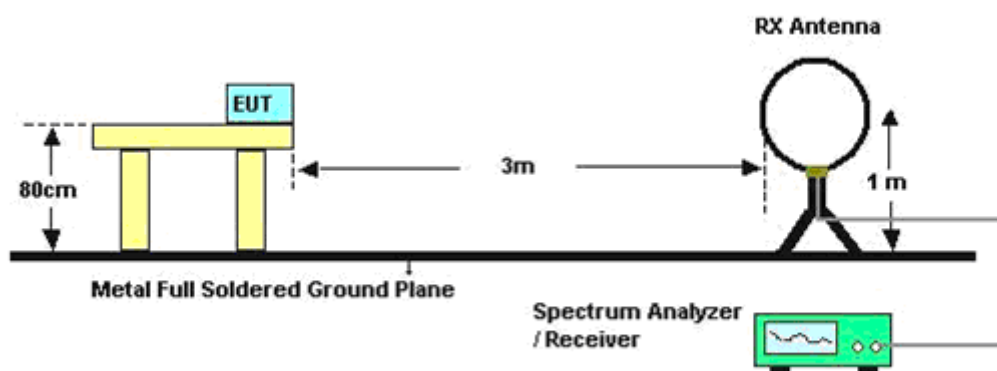 RX Antenna
EUT
3m
80cm
1 m
Metal Full Soldered Ground Plane
Spectrum Analyzer
/ Receiver